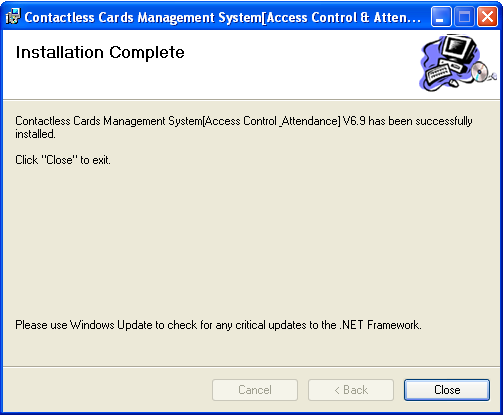 Contactless Cards Management System[Access Control & Atten...
Installation Complete
Contactless Cards Management System[Access Control_Attendance] V6.9 has been successfully
installed.
Click "Close" to exit.
Please use Windows Update to check for any critical updates to the .NET Framework.
Cancel
< Back
Close